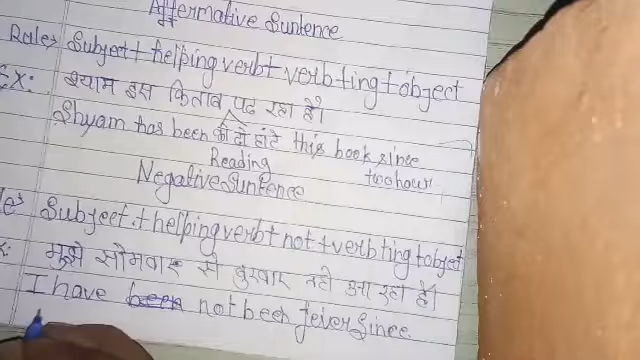 Affermative Suntence
Rule⇒ Subject + helping verb + verb + ing + object
Ex: श्याम इस किताब पढ रहा है।
Shyam has been को दो घंटे this book since
Reading two hour
Negative Suntence
Subject + helping verb + not + verb + ing + object
मुझे सोमवार से बुखार नही आ रहा है।
I have been not been fever Since